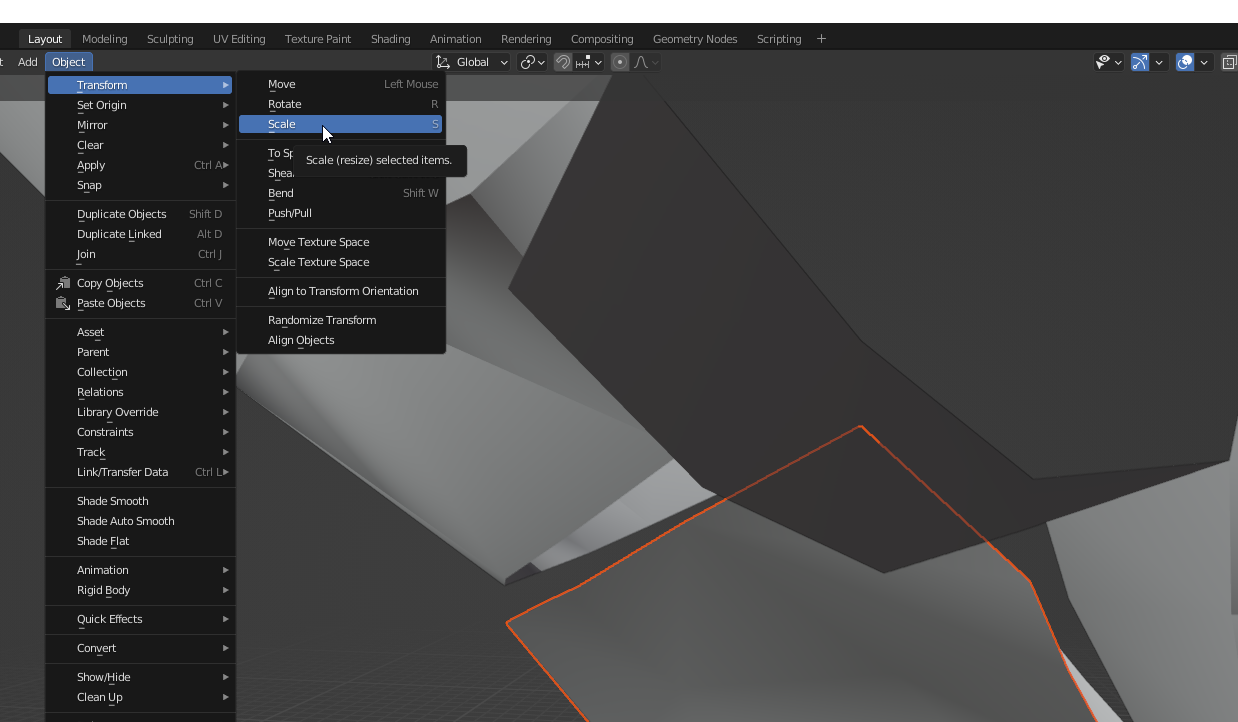 Layout Modeling Sculpting UV Editing Texture Paint Shading Animation Rendering Compositing Geometry Nodes Scripting +
Add Object Global
Transform
Set Origin
Mirror
Clear
Apply Ctrl A
Snap
Duplicate Objects Shift D
Duplicate Linked Alt D
Join Ctrl J
Copy Objects Ctrl C
Paste Objects Ctrl V
Asset
Parent
Collection
Relations
Library Override
Constraints
Track
Link/Transfer Data Ctrl L
Shade Smooth
Shade Auto Smooth
Shade Flat
Animation
Rigid Body
Quick Effects
Convert
Show/Hide
Clean Up
Move Left Mouse
Rotate R
Scale S
To Sp
Scale (resize) selected items.
Shea
Bend Shift W
Push/Pull
Move Texture Space
Scale Texture Space
Align to Transform Orientation
Randomize Transform
Align Objects